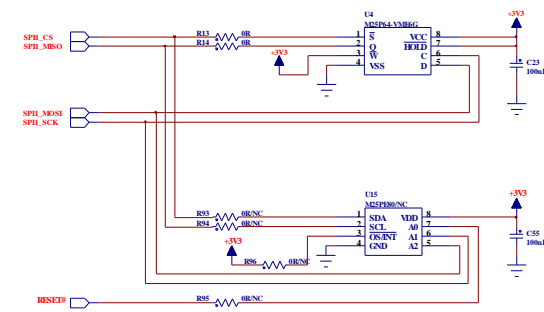 +3V3
U4
M25P64-VME6G
SPI1_CS
R13
0R
1
S
VCC
8
SPI1_MISO
R14
0R
2
Q
HOLD
7
+3V3
3
W
C
6
4
VSS
D
5
C23
SPI1_MOSI
SPI1_SCK
U15
M25PE80/NC
+3V3
R93
0R/NC
1
SDA
VDD
8
R94
0R/NC
2
SCL
A0
7
+3V3
3
OS/INT
A1
6
4
GND
A2
5
C55
R96
0R/NC
RESET#
R95
0R/NC